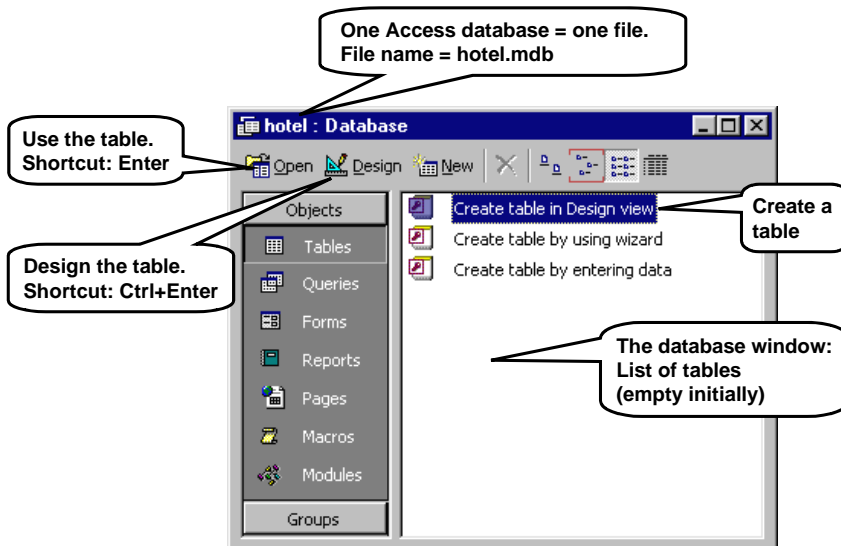 One Access database = one file.
File name = hotel.mdb
hotel : Database
Use the table.
Shortcut: Enter
Open Design New
Objects
Create table in Design view
Create a
table
Tables
Create table by using wizard
Design the table.
Shortcut: Ctrl+Enter
Queries
Create table by entering data
Forms
The database window:
List of tables
(empty initially)
Reports
Pages
Macros
Modules
Groups